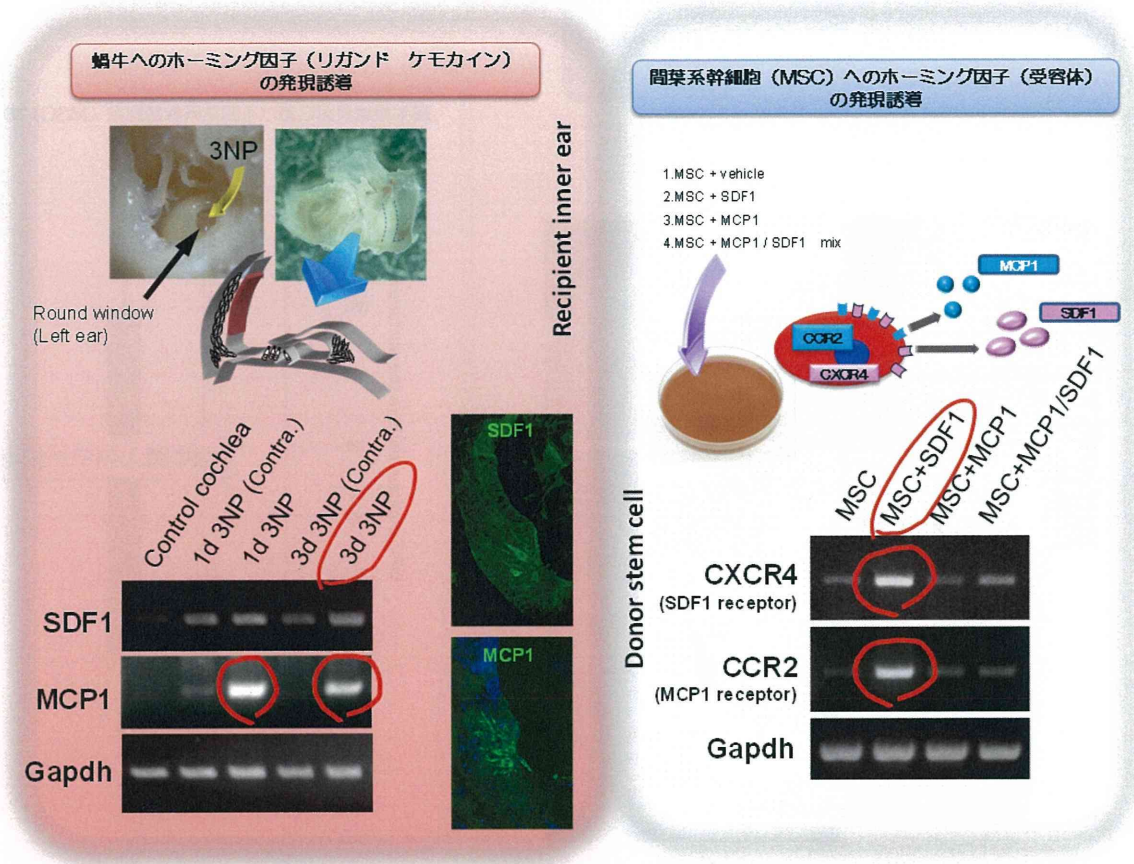 蝸牛へのホーミング因子（リガンド　ケモカイン）
の発現誘導
3NP
Round window
(Left ear)
Recipient inner ear
Control cochlea
1d 3NP (Contra.)
1d 3NP
3d 3NP (Contra.)
3d 3NP
SDF1
MCP1
Gapdh
SDF1
MCP1
間葉系幹細胞（MSC）へのホーミング因子（受容体）
の発現誘導
1.MSC + vehicle
2.MSC + SDF1
3.MSC + MCP1
4.MSC + MCP1 / SDF1 mix
MCP1
SDF1
CCR2
CXCR4
Donor stem cell
MSC
MSC+SDF1
MSC+MCP1
MSC+MCP1/SDF1
CXCR4
(SDF1 receptor)
CCR2
(MCP1 receptor)
Gapdh